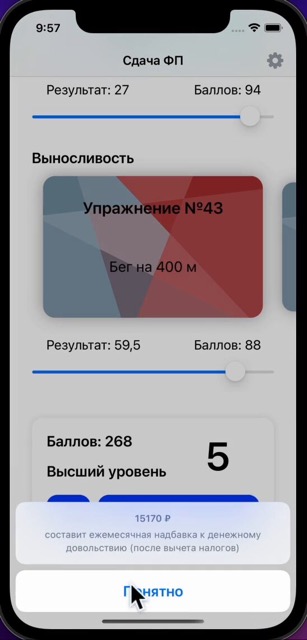 9:57
Сдача ФП
Результат: 27 Баллов: 94
Выносливость
Упражнение №43
Бег на 400 м
Результат: 59,5 Баллов: 88
Баллов: 268
5
Высший уровень
15170 ₽
составит ежемесячная надбавка к денежному
довольствию (после вычета налогов)
Понятно